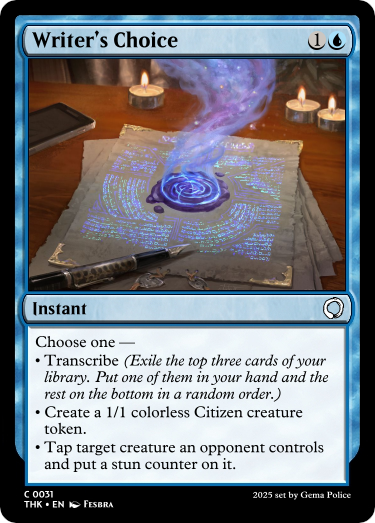 Writer's Choice 1
Instant
Choose one —
• Transcribe (Exile the top three cards of your
library. Put one of them in your hand and the
rest on the bottom in a random order.)
• Create a 1/1 colorless Citizen creature
token.
• Tap target creature an opponent controls
and put a stun counter on it.
C 0031
THK • EN Fesbra
2025 set by Gema Police